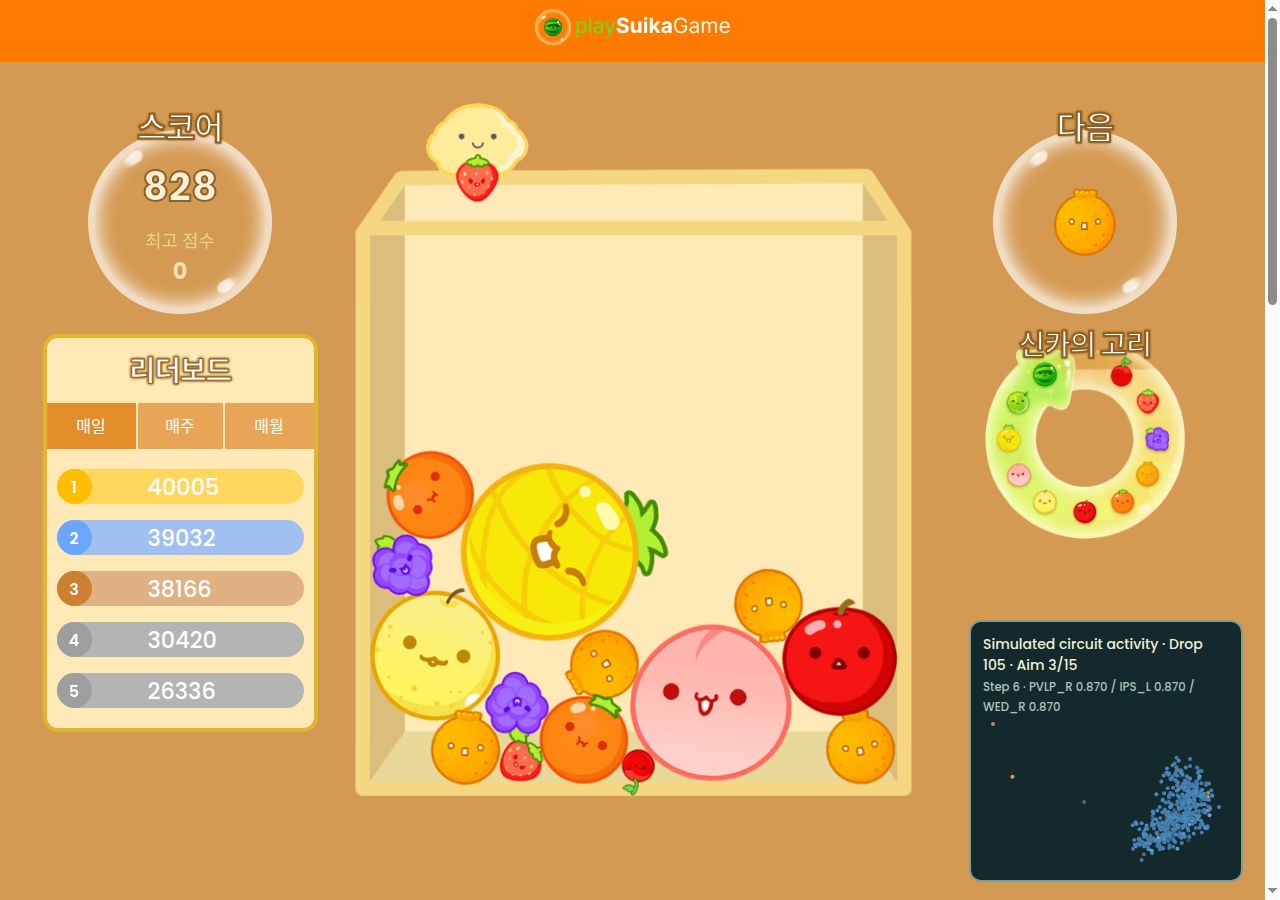 playSuikaGame
스코어
828
최고 점수
0
리더보드
매일
매주
매월
1 40005
2 39032
3 38166
4 30420
5 26336
다음
신카의 고리
Simulated circuit activity · Drop
105 · Aim 3/15
Step 6 · PVLP_R 0.870 / IPS_L 0.870 /
WED_R 0.870